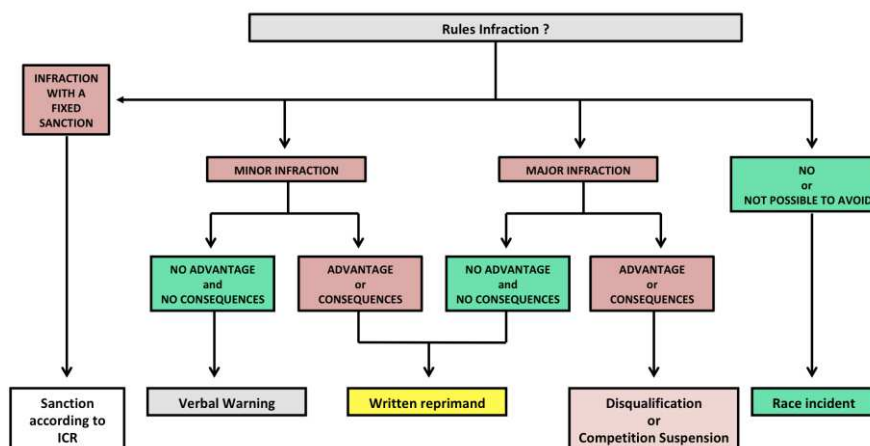 Rules Infraction ?
INFRACTION
WITH A
FIXED
SANCTION
MINOR INFRACTION
MAJOR INFRACTION
NO
or
NOT POSSIBLE TO AVOID
NO ADVANTAGE
and
NO CONSEQUENCES
ADVANTAGE
or
CONSEQUENCES
NO ADVANTAGE
and
NO CONSEQUENCES
ADVANTAGE
or
CONSEQUENCES
Sanction
according to
ICR
Verbal Warning
Written reprimand
Disqualification
or
Competition Suspension
Race incident